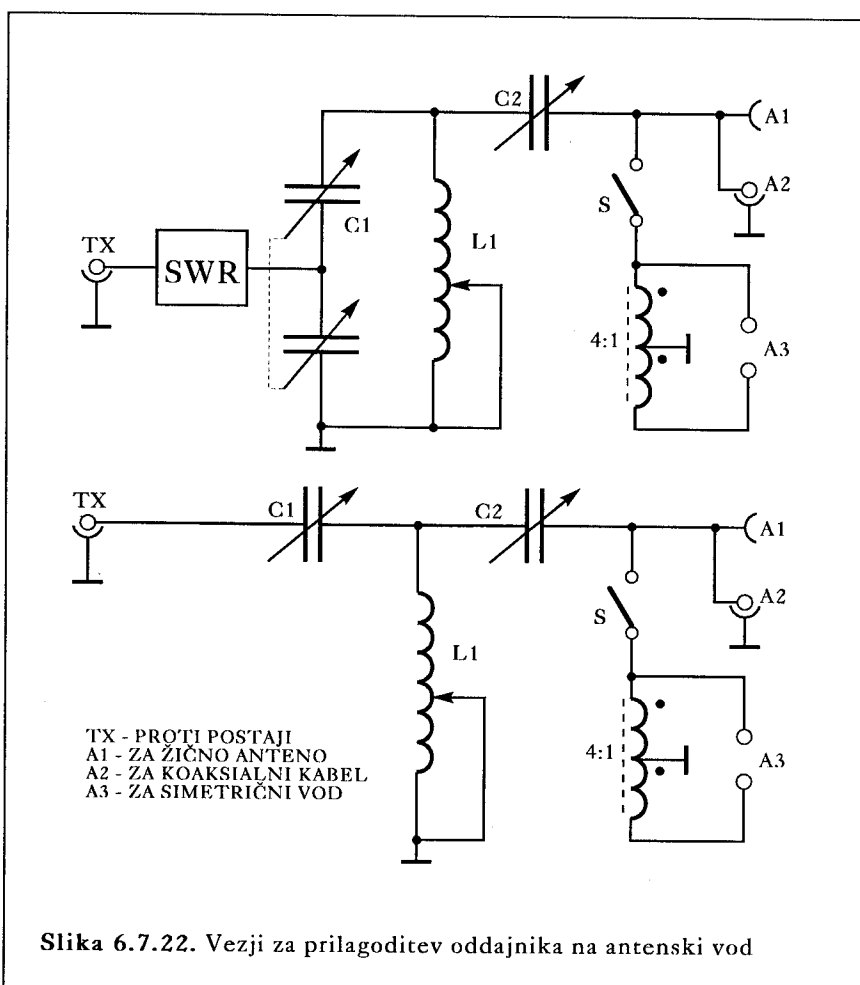 C2
A1
A2
C1
S
TX
SWR
L1
4:1
A3
TX
C1
C2
A1
A2
S
L1
4:1
A3
TX - PROTI POSTAJI
A1 - ZA ŽIČNO ANTENO
A2 - ZA KOAKSIALNI KABEL
A3 - ZA SIMETRIČNI VOD
Slika 6.7.22. Vezji za prilagoditev oddajnika na antenski vod